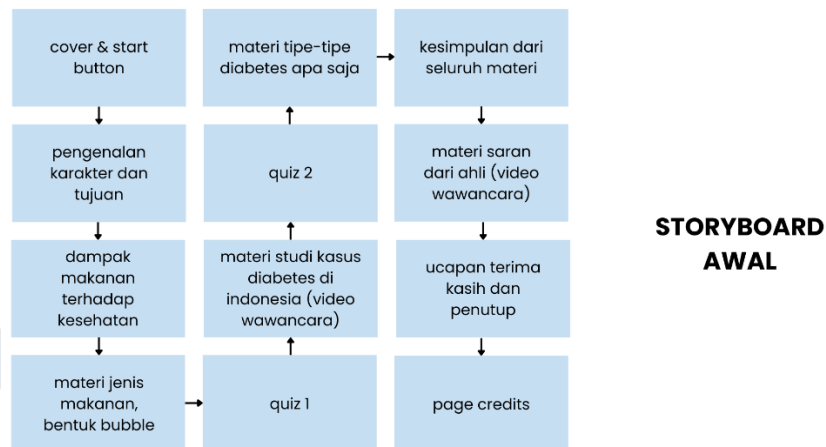 cover & start
button
pengenalan
karakter dan
tujuan
dampak
makanan
terhadap
kesehatan
materi jenis
makanan,
bentuk bubble
quiz 1
materi studi kasus
diabetes di
indonesia (video
wawancara)
quiz 2
materi tipe-tipe
diabetes apa saja
kesimpulan dari
seluruh materi
materi saran
dari ahli (video
wawancara)
ucapan terima
kasih dan
penutup
page credits
STORYBOARD
AWAL